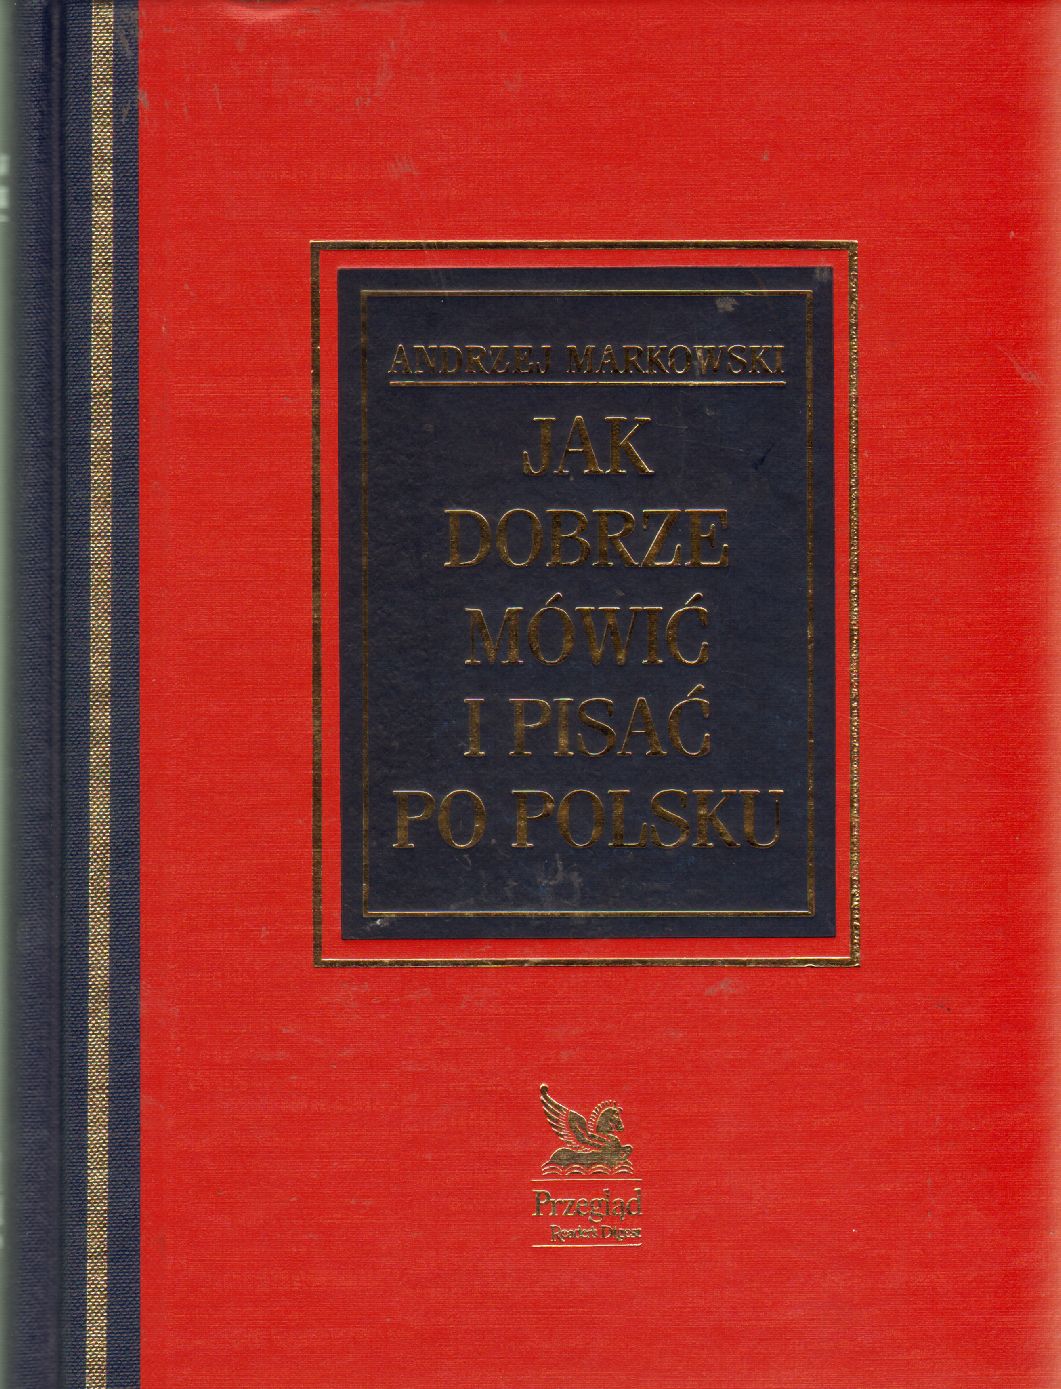 ANDRZEJ MARKOWSKI
JAK
DOBRZE
MÓWIĆ
I PISAĆ
PO POLSKU
Przegląd
Reader's Digest